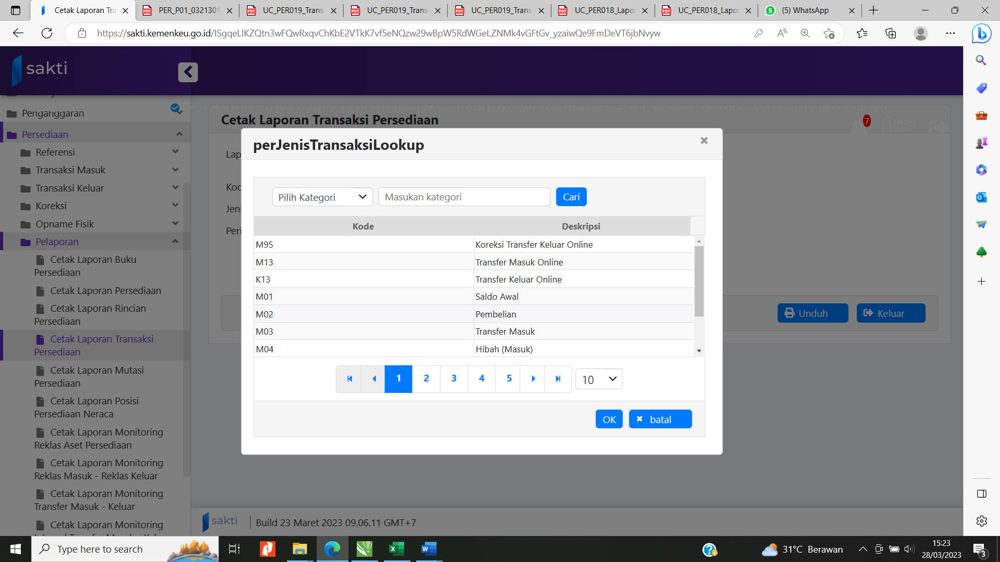 Cetak Laporan Tra
PER_P01_0321301
UC_PER019_Transa
UC_PER019_Transa
UC_PER019_Transa
UC_PER018_Lapor
UC_PER018_Lapor
5
(5) WhatsApp
https://sakti.kemenkeu.go.id/ISgqeLIKZQtn3wFQwRxqvChKbE2VTkK7vf5eNQzw29wBpW5RdWGeLZNMk4vGFtGv_yzaiwQe9FmDeVT6jbNvyw
sakti
Penganggaran
Persediaan
Referensi
Transaksi Masuk
Transaksi Keluar
Koreksi
Opname Fisik
Pelaporan
Cetak Laporan Buku
Persediaan
Cetak Laporan Persediaan
Cetak Laporan Rincian
Persediaan
Cetak Laporan Transaksi
Persediaan
Cetak Laporan Mutasi
Persediaan
Cetak Laporan Posisi
Persediaan Neraca
Cetak Laporan Monitoring
Reklas Aset Persediaan
Cetak Laporan Monitoring
Reklas Masuk - Reklas Keluar
Cetak Laporan Monitoring
Transfer Masuk - Keluar
Cetak Laporan Monitoring
Cetak Laporan Transaksi Persediaan
7
mon
Lap
Kod
Jeni
Peri
perJenisTransaksiLookup
Pilih Kategori
Masukan kategori
Cari
Kode Deskripsi
M95 Koreksi Transfer Keluar Online
M13 Transfer Masuk Online
K13 Transfer Keluar Online
M01 Saldo Awal
M02 Pembelian
M03 Transfer Masuk
M04 Hibah (Masuk)
1 2 3 4 5 10
OK batal
Unduh Keluar
sakti Build 23 Maret 2023 09.06.11 GMT+7
Type here to search
31°C Berawan
15:23
28/03/2023
3